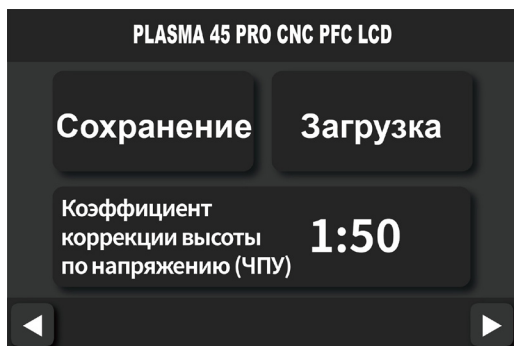 PLASMA 45 PRO CNC PFC LCD
Сохранение
Загрузка
Коэффициент
коррекции высоты
по напряжению (ЧПУ)
1:50